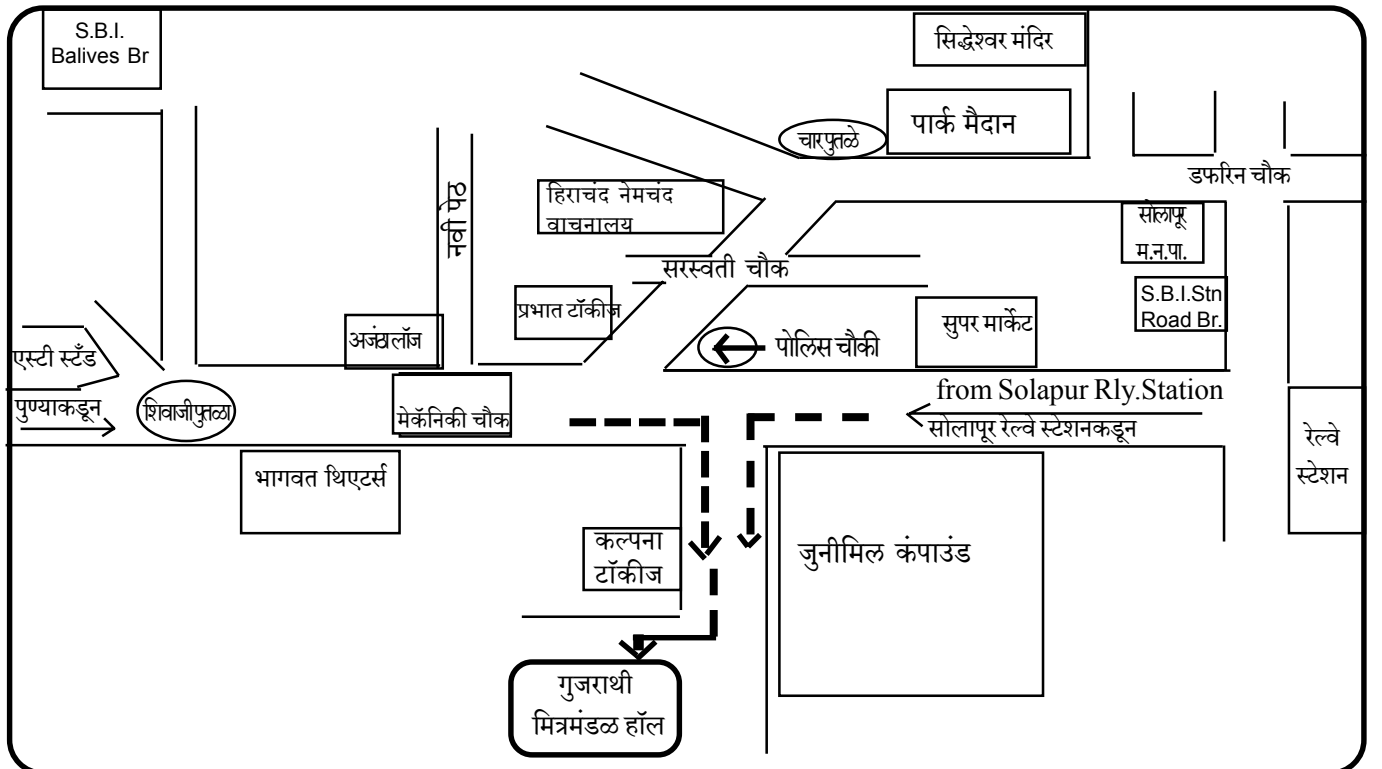 S.B.I.
Balives Br
सिद्धेश्वर मंदिर
चारपुतळे
पार्क मैदान
डफरिन चौक
नवी पेठ
हिराचंद नेमचंद
वाचनालय
सोलापूर
म.न.पा.
सरस्वती चौक
S.B.I.Stn
Road Br.
प्रभात टॉकीज
अजंठा लॉज
सुपर मार्केट
पोलिस चौकी
एस्टी स्टँड
पुण्याकडून
शिवाजीपुतळा
मेकॅनिकी चौक
from Solapur Rly.Station
सोलापूर रेल्वे स्टेशनकडून
रेल्वे
स्टेशन
भागवत थिएटर्स
कल्पना
टॉकीज
जुनीमिल कंपाउंड
गुजराथी
मित्रमंडळ हॉल